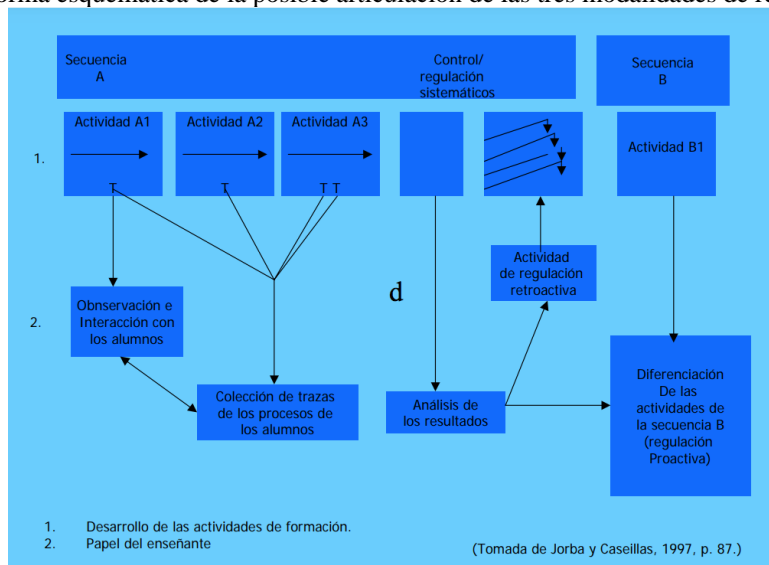 orma esquemática de la posible articulación de las tres modalidades de re
Secuencia
A
Control/
regulación
sistemáticos
Secuencia
B
1.
Actividad A1
T
Actividad A2
T
Actividad A3
T T
Actividad B1
Actividad
de regulación
retroactiva
d
2.
Obnservación e
Interacción con
los alumnos
Colección de trazas
de los procesos de
los alumnos
Análisis de
los resultados
Diferenciación
De las
actividades de
la secuencia B
(regulación
Proactiva)
1. Desarrollo de las actividades de formación.
2. Papel del enseñante
(Tomada de Jorba y Caseillas, 1997, p. 87.)